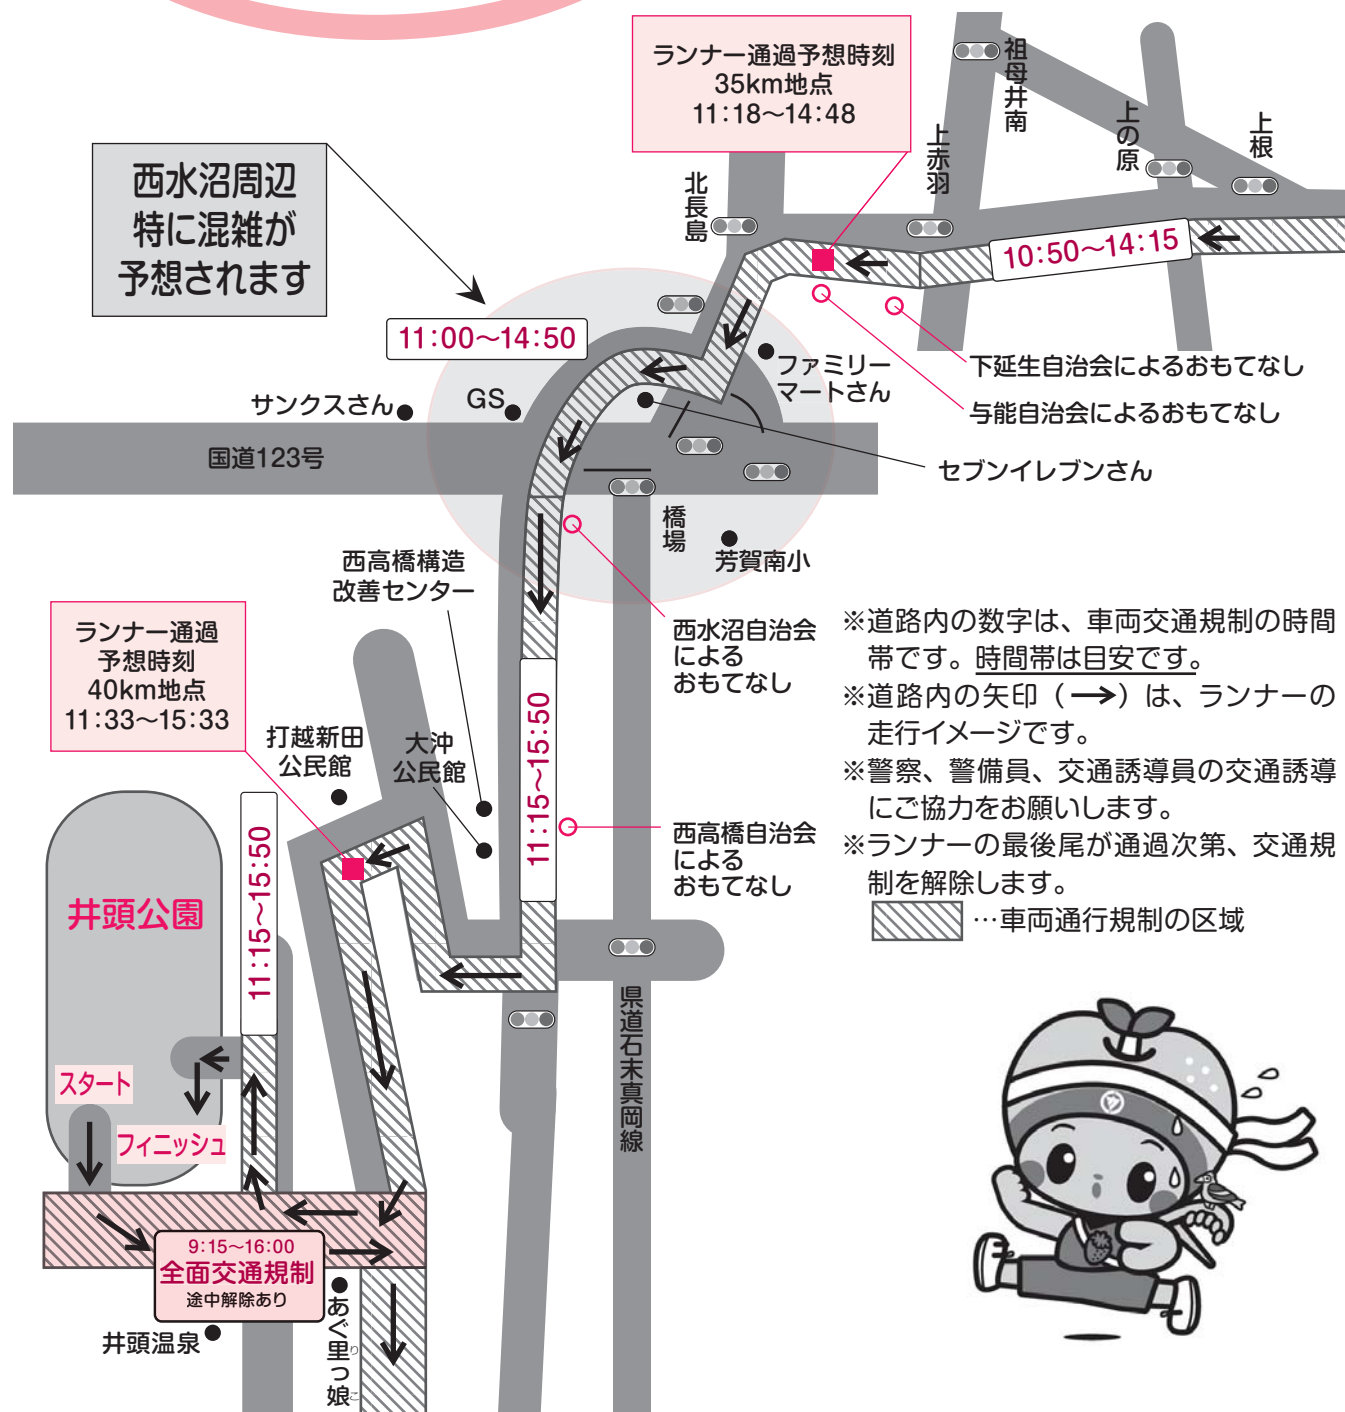 ランナー通過予想時刻
35km地点
11:18～14:48
祖母井南
上の原
上根
上赤羽
北長島
西水沼周辺
特に混雑が
予想されます
10:50～14:15
11:00～14:50
ファミリー
マートさん
下延生自治会によるおもてなし
与能自治会によるおもてなし
サンクスさん
GS
国道123号
セブンイレブンさん
橋場
芳賀南小
西高橋構造
改善センター
ランナー通過
予想時刻
40km地点
11:33～15:33
西水沼自治会
による
おもてなし
※道路内の数字は、車両交通規制の時間
帯です。時間帯は目安です。
※道路内の矢印（→）は、ランナーの
走行イメージです。
※警察、警備員、交通誘導員の交通誘導
にご協力をお願いします。
※ランナーの最後尾が通過次第、交通規
制を解除します。
…車両通行規制の区域
打越新田
公民館
大沖
公民館
11:15～15:50
西高橋自治会
による
おもてなし
11:15～15:50
井頭公園
県道石末真岡線
スタート
フィニッシュ
9:15～16:00
全面交通規制
途中解除あり
井頭温泉
あぐ里っ娘
り
こ